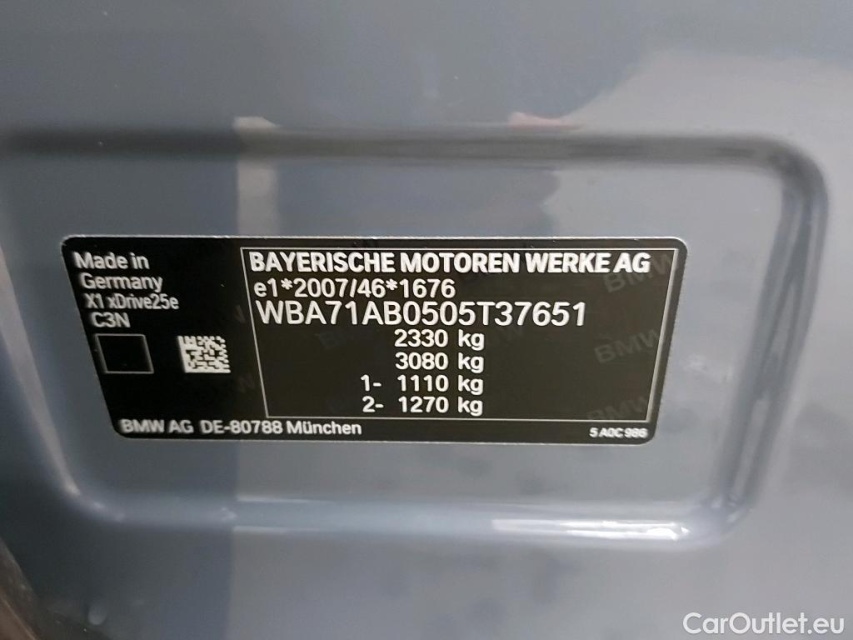 Made in
Germany
X1 xDrive25e
C3N
BAYERISCHE MOTOREN WERKE AG
e1*2007/46*1676
WBA71AB0505T37651
2330 kg
3080 kg
1- 1110 kg
2- 1270 kg
BMW AG DE-80788 München
5 A0C 986
CarOutlet.eu